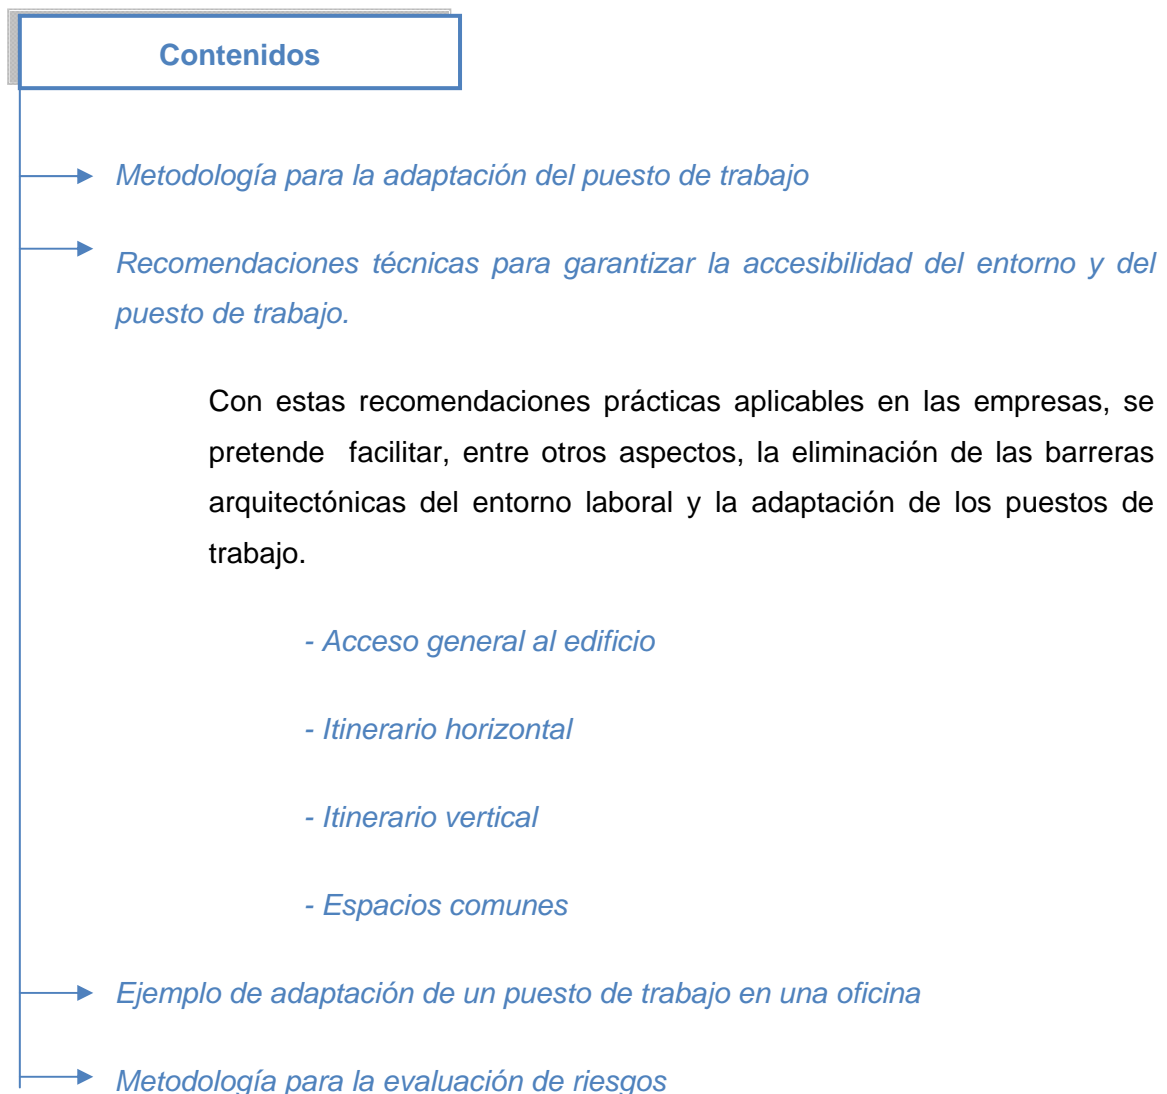 Contenidos
Metodología para la adaptación del puesto de trabajo
Recomendaciones técnicas para garantizar la accesibilidad del entorno y del
puesto de trabajo.
Con estas recomendaciones prácticas aplicables en las empresas, se
pretende facilitar, entre otros aspectos, la eliminación de las barreras
arquitectónicas del entorno laboral y la adaptación de los puestos de
trabajo.
- Acceso general al edificio
- Itinerario horizontal
- Itinerario vertical
- Espacios comunes
Ejemplo de adaptación de un puesto de trabajo en una oficina
Metodología para la evaluación de riesgos